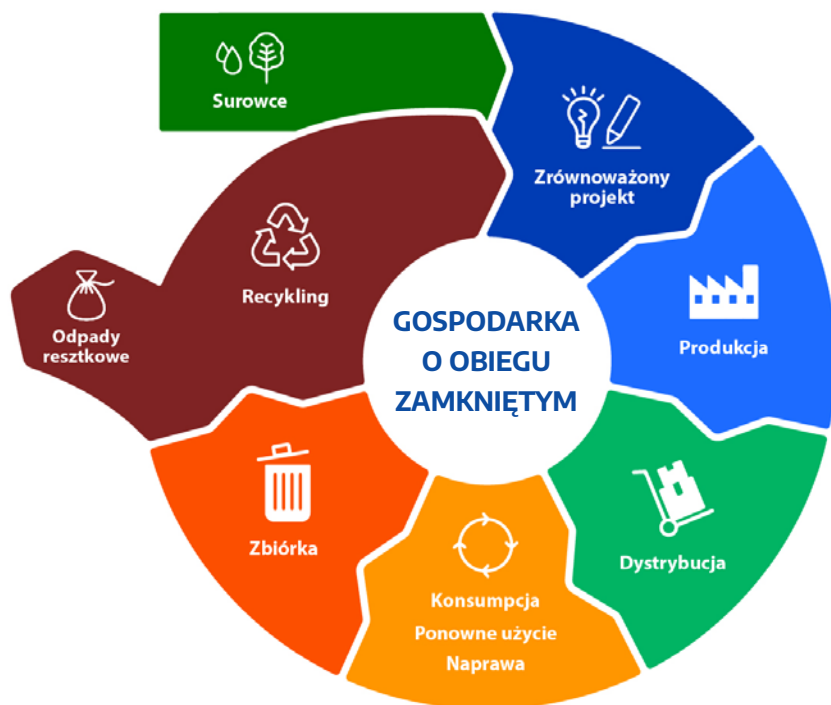 Surowce
Zrównoważony
projekt
Produkcja
Dystrybucja
Konsumpcja
Ponowne użycie
Naprawa
Zbiórka
Recykling
Odpady
resztkowe
GOSPODARKA
O OBIEGU
ZAMKNIĘTYM